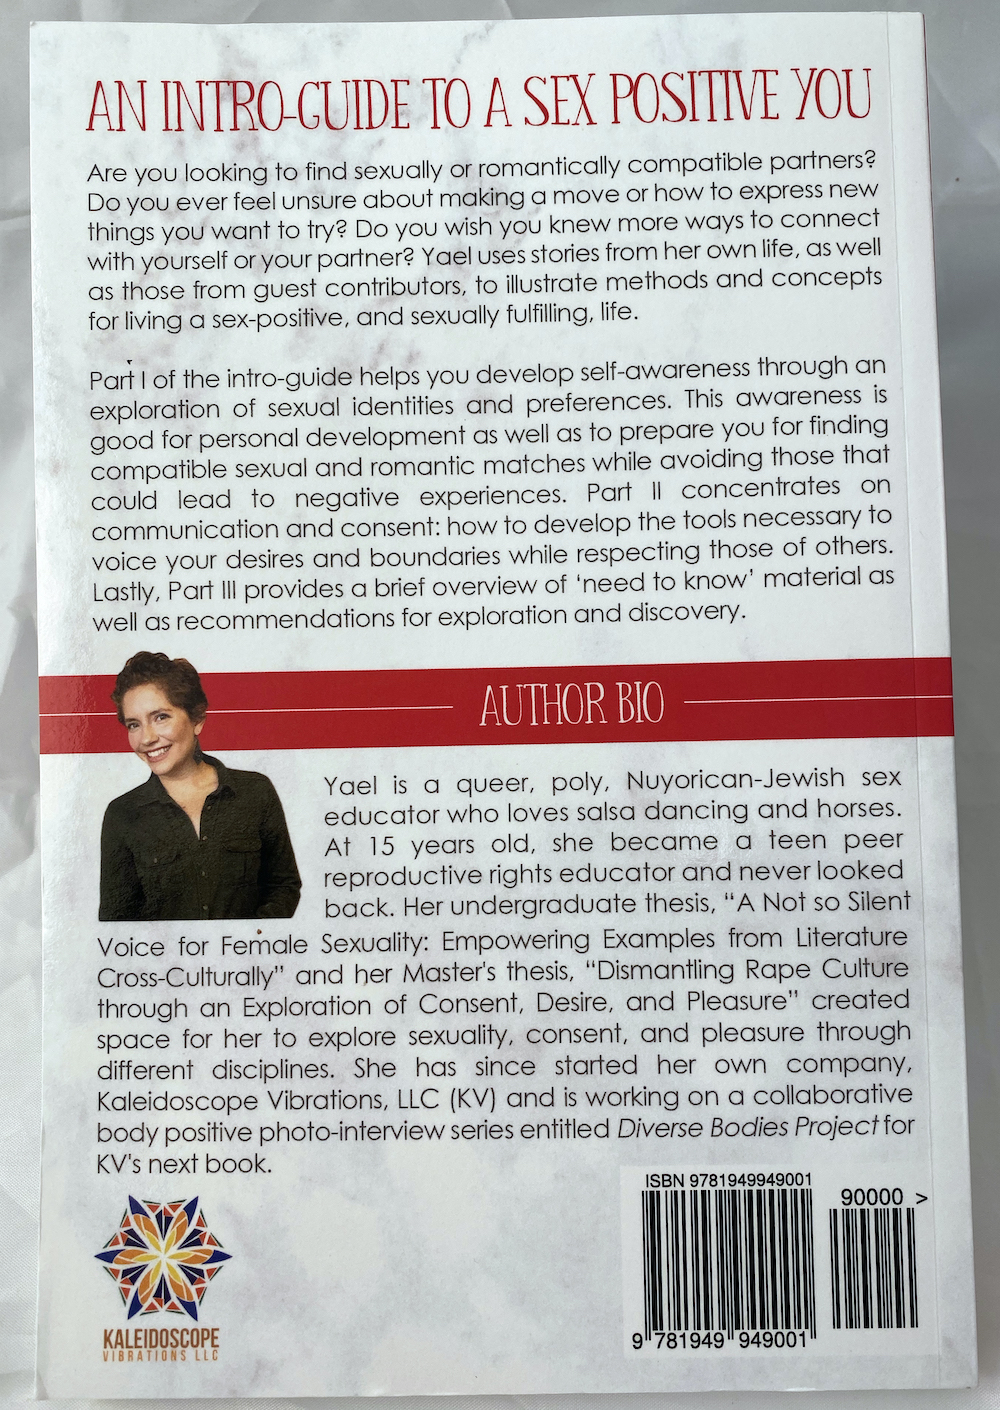 AN INTRO-GUIDE TO A SEX POSITIVE YOU
Are you looking to find sexually or romantically compatible partners?
Do you ever feel unsure about making a move or how to express new
things you want to try? Do you wish you knew more ways to connect
with yourself or your partner? Yael uses stories from her own life, as well
as those from guest contributors, to illustrate methods and concepts
for living a sex-positive, and sexually fulfilling, life.
Part I of the intro-guide helps you develop self-awareness through an
exploration of sexual identities and preferences. This awareness is
good for personal development as well as to prepare you for finding
compatible sexual and romantic matches while avoiding those that
could lead to negative experiences. Part II concentrates on
communication and consent: how to develop the tools necessary to
voice your desires and boundaries while respecting those of others.
Lastly, Part III provides a brief overview of 'need to know' material as
well as recommendations for exploration and discovery.
AUTHOR BIO
Yael is a queer, poly, Nuyorican-Jewish sex
educator who loves salsa dancing and horses.
At 15 years old, she became a teen peer
reproductive rights educator and never looked
back. Her undergraduate thesis, "A Not so Silent
Voice for Female Sexuality: Empowering Examples from Literature
Cross-Culturally" and her Master's thesis, "Dismantling Rape Culture
through an Exploration of Consent, Desire, and Pleasure" created
space for her to explore sexuality, consent, and pleasure through
different disciplines. She has since started her own company,
Kaleidoscope Vibrations, LLC (KV) and is working on a collaborative
body positive photo-interview series entitled Diverse Bodies Project for
KV's next book.
ISBN 9781949949001
90000 >
9 781949 949001
KALEIDOSCOPE
VIBRATIONS LLC